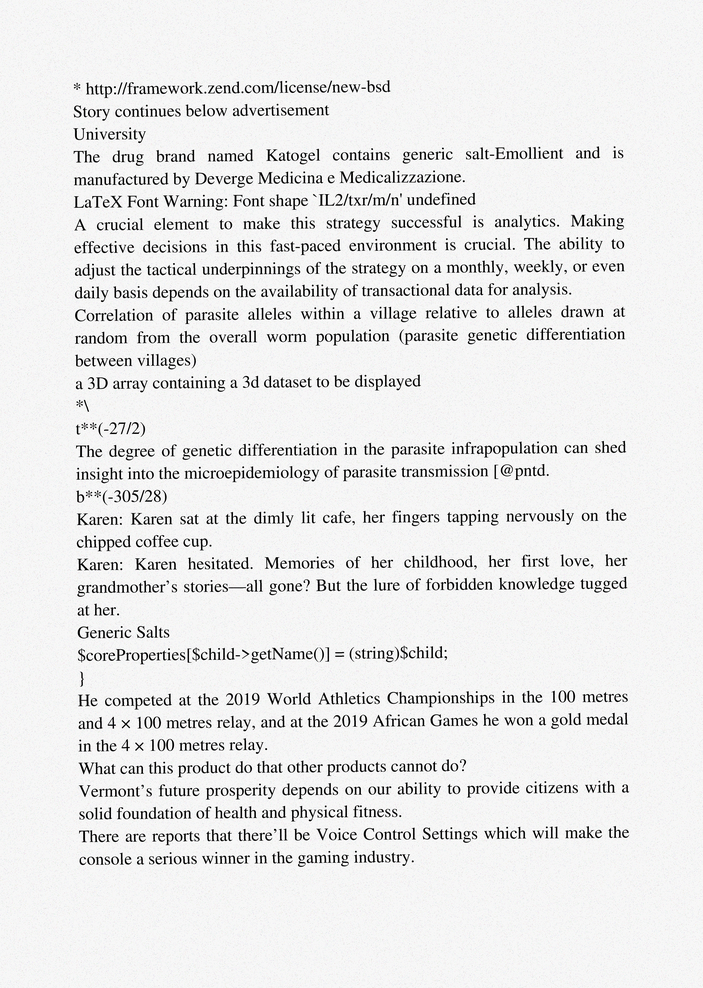 * http://framework.zend.com/license/new-bsd
Story continues below advertisement
University
The drug brand named Katogel contains generic salt-Emollient and is
manufactured by Deverge Medicina e Medicalizzazione.
LaTeX Font Warning: Font shape `IL2/txr/m/n' undefined
A crucial element to make this strategy successful is analytics. Making
effective decisions in this fast-paced environment is crucial. The ability to
adjust the tactical underpinnings of the strategy on a monthly, weekly, or even
daily basis depends on the availability of transactional data for analysis.
Correlation of parasite alleles within a village relative to alleles drawn at
random from the overall worm population (parasite genetic differentiation
between villages)
a 3D array containing a 3d dataset to be displayed
*\
t**(-27/2)
The degree of genetic differentiation in the parasite infrapopulation can shed
insight into the microepidemiology of parasite transmission [@pntd.
b**(-305/28)
Karen: Karen sat at the dimly lit cafe, her fingers tapping nervously on the
chipped coffee cup.
Karen: Karen hesitated. Memories of her childhood, her first love, her
grandmother’s stories—all gone? But the lure of forbidden knowledge tugged
at her.
Generic Salts
$coreProperties[$child->getName()] = (string)$child;
}
He competed at the 2019 World Athletics Championships in the 100 metres
and 4 × 100 metres relay, and at the 2019 African Games he won a gold medal
in the 4 × 100 metres relay.
What can this product do that other products cannot do?
Vermont’s future prosperity depends on our ability to provide citizens with a
solid foundation of health and physical fitness.
There are reports that there’ll be Voice Control Settings which will make the
console a serious winner in the gaming industry.